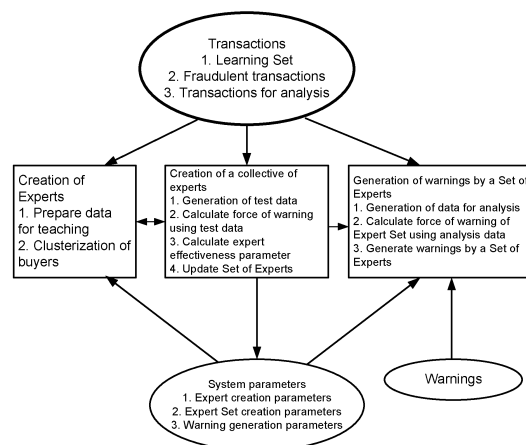 Transactions
1. Learning Set
2. Fraudulent transactions
3. Transactions for analysis
Creation of
Experts
1. Prepare data
for teaching
2. Clusterization of
buyers
Creation of a collective of
experts
1. Generation of test data
2. Calculate force of warning
using test data
3. Calculate expert
effectiveness parameter
4. Update Set of Experts
Generation of warnings by a Set of
Experts
1. Generation of data for analysis
2. Calculate force of warning of
Expert Set using analysis data
3. Generate warnings by a Set of
Experts
System parameters
1. Expert creation parameters
2. Expert Set creation parameters
3. Warning generation parameters
Warnings